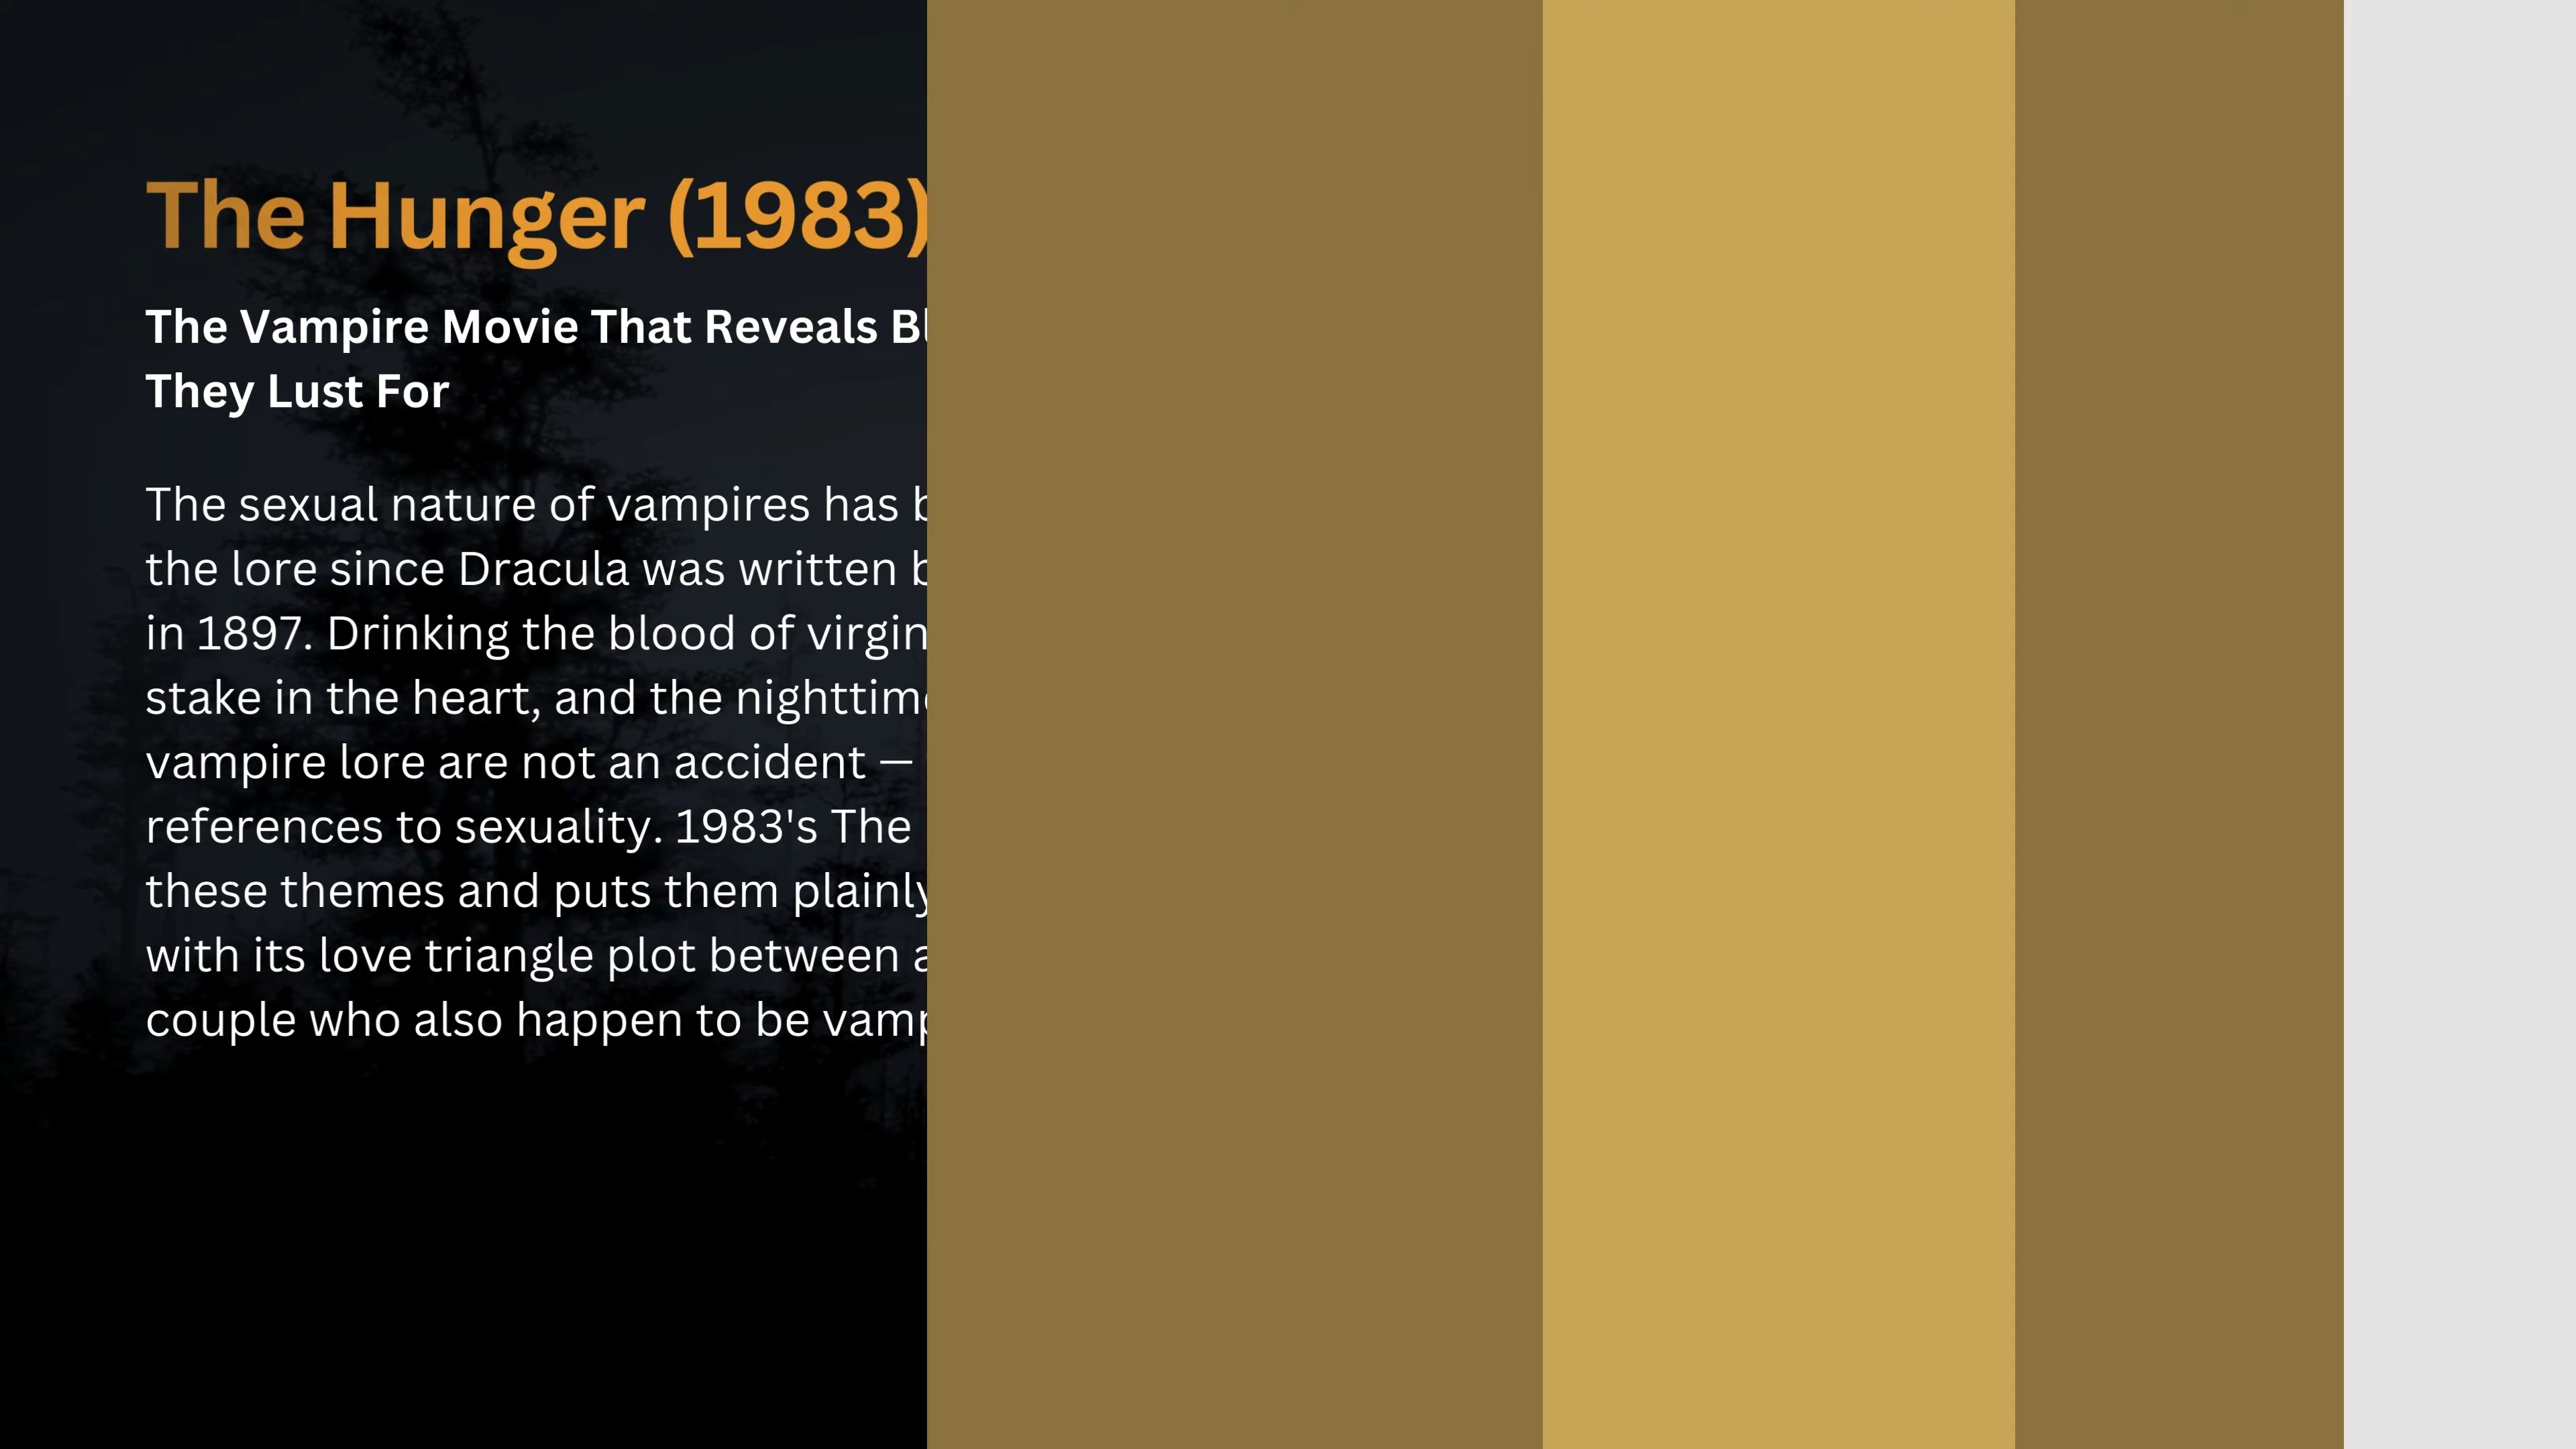 The Hunger (1983)
The Vampire Movie That Reveals
They Lust For
The sexual nature of vampires has
the lore since Dracula was written
in 1897. Drinking the blood of
stake in the heart, and the
vampire lore are not an accident —
references to sexuality. 1983's The
these themes and puts them plainly
with its love triangle plot between
couple who also happen to be